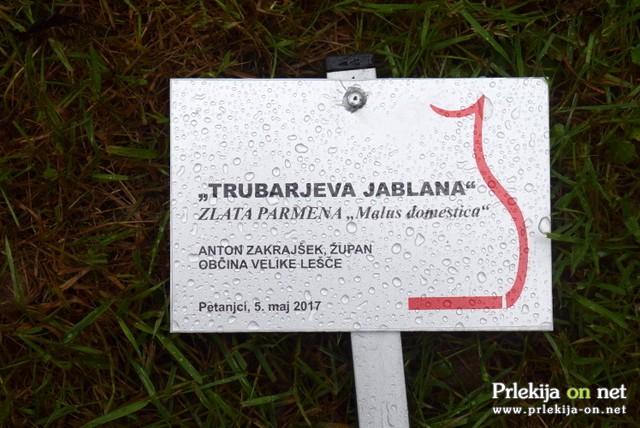 „TRUBARJEVA JABLANA“
ZLATA PARMENA „Malus domestica“
ANTON ZAKRAJŠEK, ŽUPAN
OBČINA VELIKE LEŠČE
Petanjci, 5. maj 2017
Prlekija on net
www.prlekija-on.net